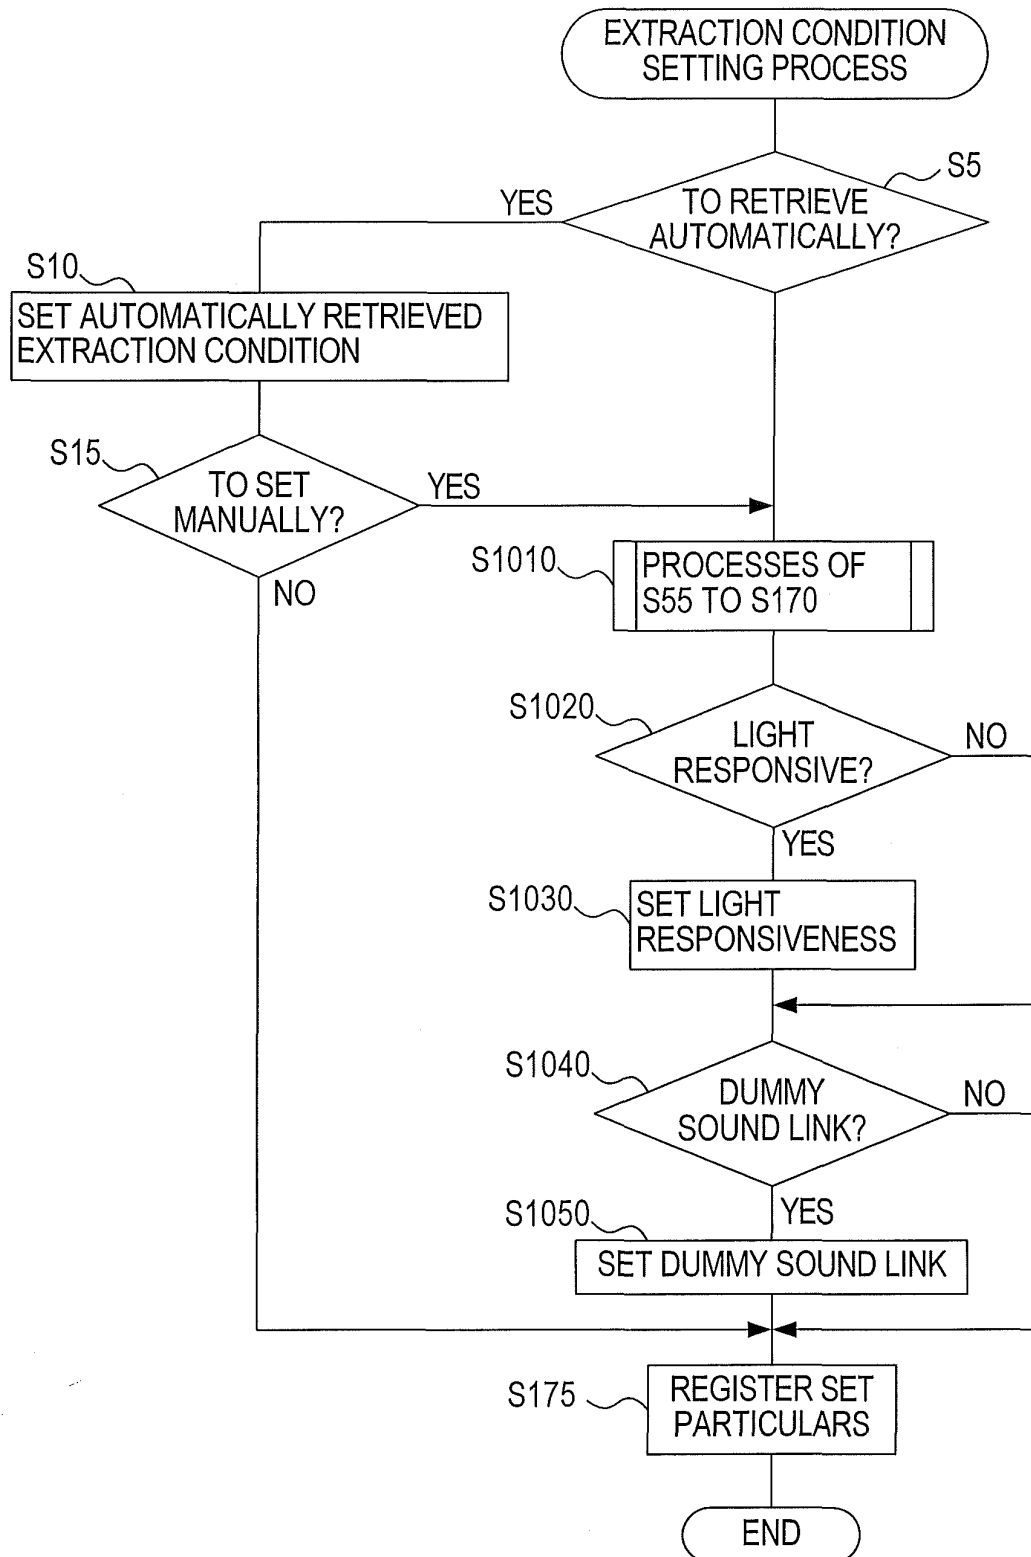 EXTRACTION CONDITION
SETTING PROCESS
S5
TO RETRIEVE
AUTOMATICALLY?
YES
S10
SET AUTOMATICALLY RETRIEVED
EXTRACTION CONDITION
S15
TO SET
MANUALLY?
YES
NO
S1010
PROCESSES OF
S55 TO S170
S1020
LIGHT
RESPONSIVE?
NO
YES
S1030
SET LIGHT
RESPONSIVENESS
S1040
DUMMY
SOUND LINK?
NO
YES
S1050
SET DUMMY SOUND LINK
S175
REGISTER SET
PARTICULARS
END